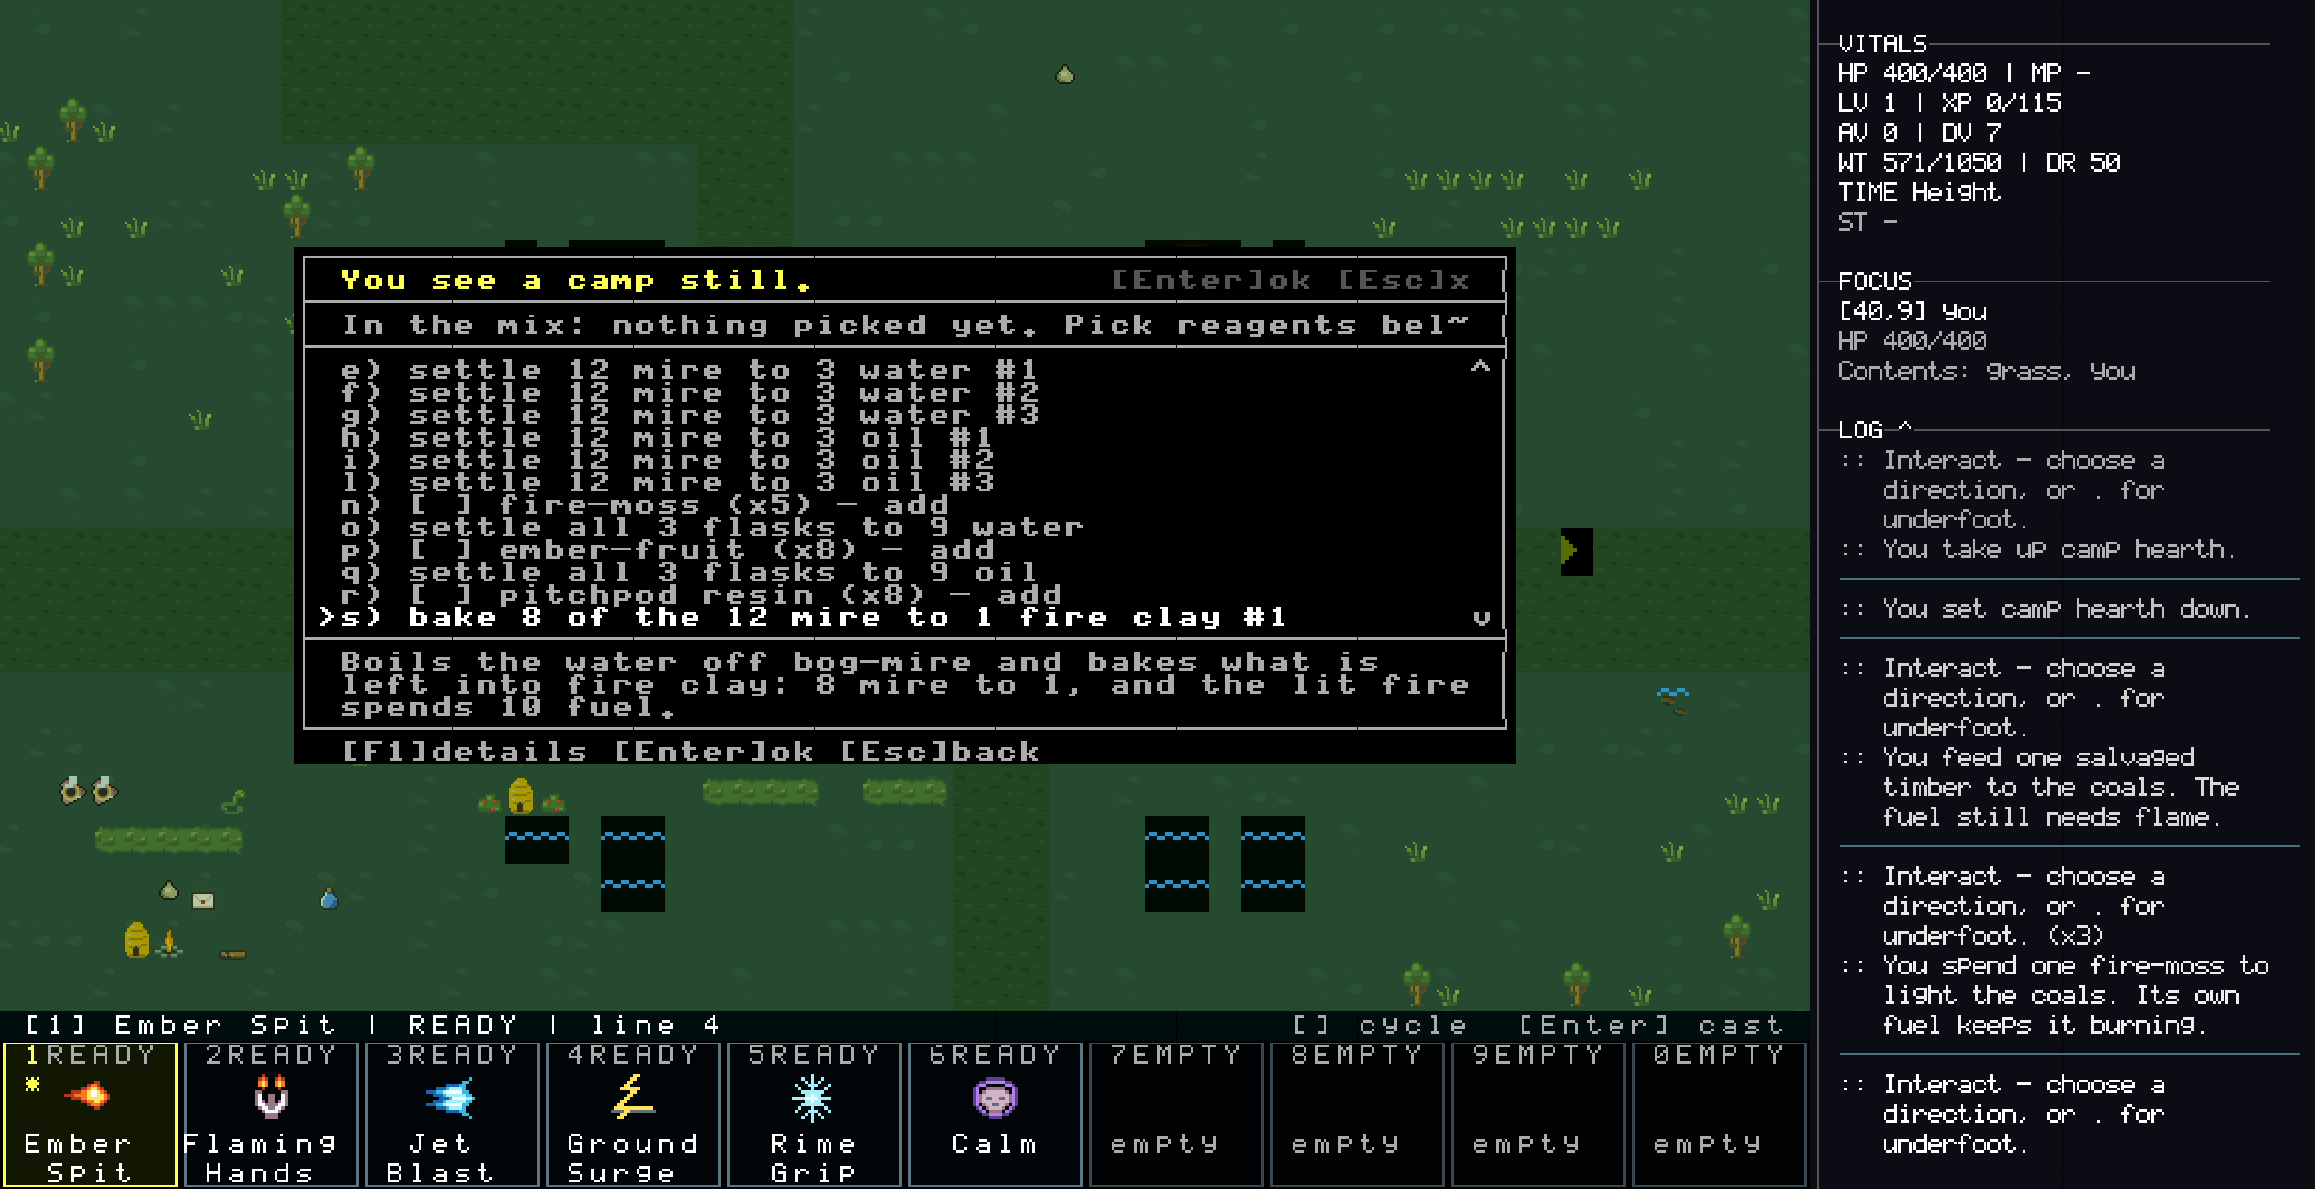 You see a camp still. [Enter]ok [Esc]x
In the mix: nothing picked yet. Pick reagents bel~
e) settle 12 mire to 3 water #1 ^
f) settle 12 mire to 3 water #2
g) settle 12 mire to 3 water #3
h) settle 12 mire to 3 oil #1
i) settle 12 mire to 3 oil #2
l) settle 12 mire to 3 oil #3
n) [ ] fire-moss (x5) - add
o) settle all 3 flasks to 9 water
p) [ ] ember-fruit (x8) - add
q) settle all 3 flasks to 9 oil
r) [ ] pitchpod resin (x8) - add
>s) bake 8 of the 12 mire to 1 fire clay #1 v
Boils the water off bog-mire and bakes what is
left into fire clay: 8 mire to 1, and the lit fire
spends 10 fuel.
[F1]details [Enter]ok [Esc]back
[1] Ember Spit | READY | line 4 [] cycle [Enter] cast
1READY 2READY 3READY 4READY 5READY 6READY 7EMPTY 8EMPTY 9EMPTY 0EMPTY
*
Ember Spit
Flaming Hands
Jet Blast
Ground Surge
Rime Grip
Calm
empty
empty
empty
empty
VITALS
HP 400/400 | MP -
LV 1 | XP 0/115
AV 0 | DV 7
WT 571/1050 | DR 50
TIME Height
ST -
FOCUS
[40,9] You
HP 400/400
Contents: grass, You
LOG ^
:: Interact - choose a
direction, or . for
underfoot.
:: You take up camp hearth.
:: You set camp hearth down.
:: Interact - choose a
direction, or . for
underfoot.
:: You feed one salvaged
timber to the coals. The
fuel still needs flame.
:: Interact - choose a
direction, or . for
underfoot. (x3)
:: You spend one fire-moss to
light the coals. Its own
fuel keeps it burning.
:: Interact - choose a
direction, or . for
underfoot.